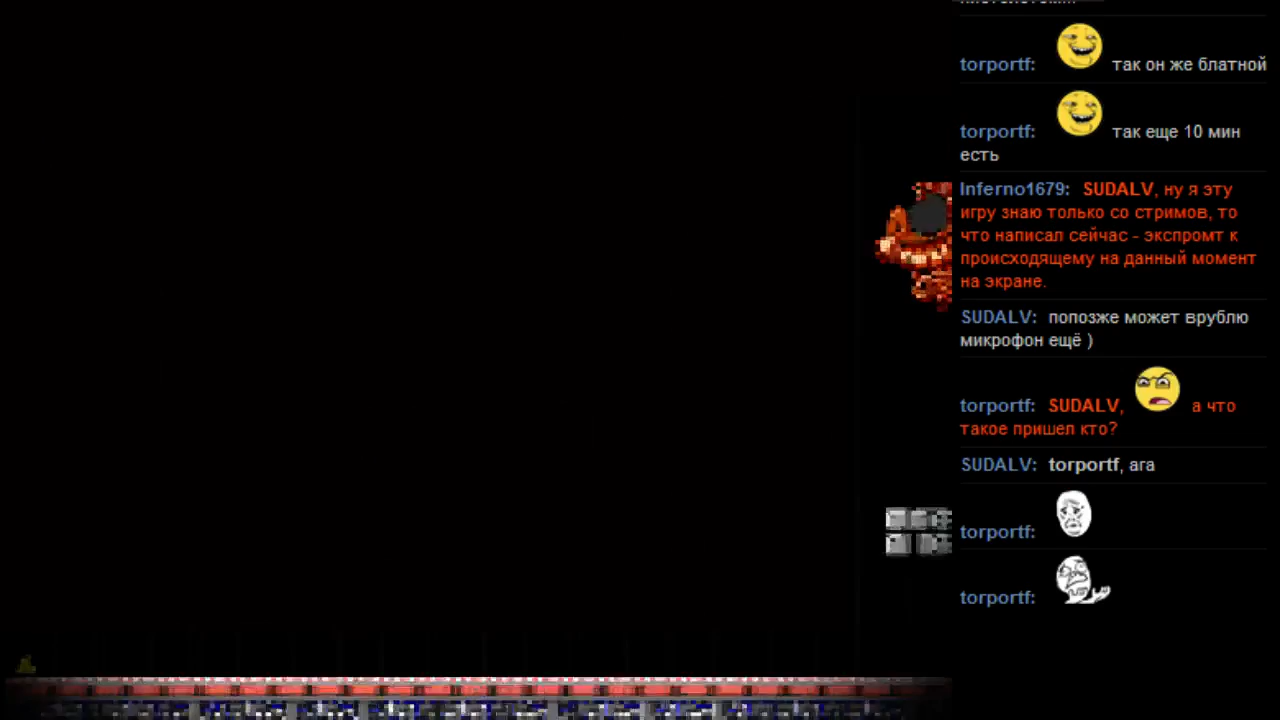 torportf: так он же блатной
torportf: так еще 10 мин
есть
Inferno1679: SUDALV, ну я эту
игру знаю только со стримов, то
что написал сейчас - экспромт к
происходящему на данный момент
на экране.
SUDALV: попозже может врублю
микрофон ещё )
torportf: SUDALV, а что
такое пришел кто?
SUDALV: torportf, ага
torportf:
torportf: